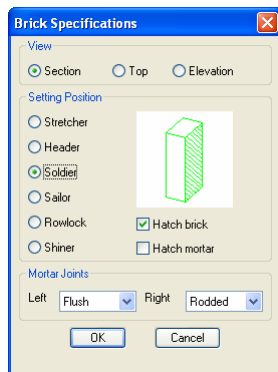 Brick Specifications
View
Section Top Elevation
Setting Position
Stretcher
Header
Soldier
Sailor
Rowlock
Shiner
Hatch brick
Hatch mortar
Mortar Joints
Left Flush Right Rodded
OK Cancel